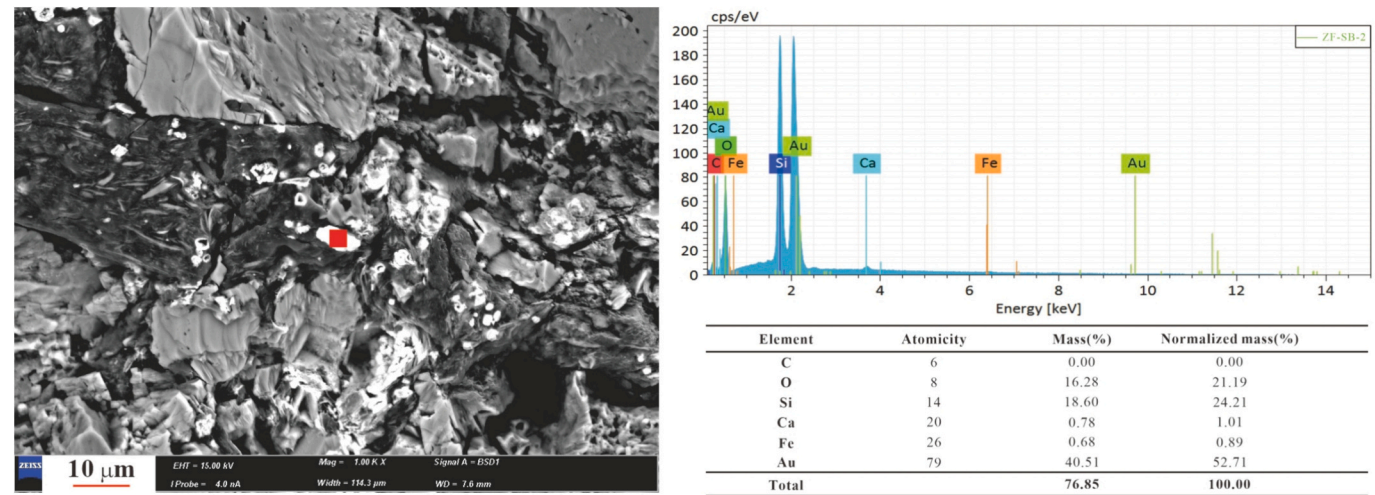 ZEISS
10 μm
EHT = 15.00 kV
Mag = 1.00 K X
Signal A = BSD1
I Probe = 4.0 nA
Width = 114.3 μm
WD = 7.6 mm
cps/eV
ZF-SB-2
200
180
160
140
120
100
80
60
40
20
0
Au
Ca
O
Au
C
Fe
Si
Ca
Fe
Au
2
4
6
8
10
12
14
Energy [keV]
Element Atomicity Mass(%) Normalized mass(%)
C 6 0.00 0.00
O 8 16.28 21.19
Si 14 18.60 24.21
Ca 20 0.78 1.01
Fe 26 0.68 0.89
Au 79 40.51 52.71
Total 76.85 100.00